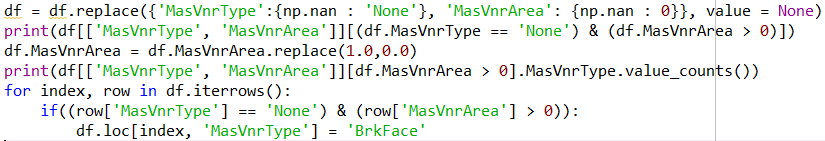 df = df.replace({'MasVnrType':{np.nan : 'None'}, 'MasVnrArea': {np.nan : 0}}, value = None)
print(df[['MasVnrType', 'MasVnrArea']][(df.MasVnrType == 'None') & (df.MasVnrArea > 0)])
df.MasVnrArea = df.MasVnrArea.replace(1.0,0.0)
print(df[['MasVnrType', 'MasVnrArea']][df.MasVnrArea > 0].MasVnrType.value_counts())
for index, row in df.iterrows():
    if((row['MasVnrType'] == 'None') & (row['MasVnrArea'] > 0)):
        df.loc[index, 'MasVnrType'] = 'BrkFace'